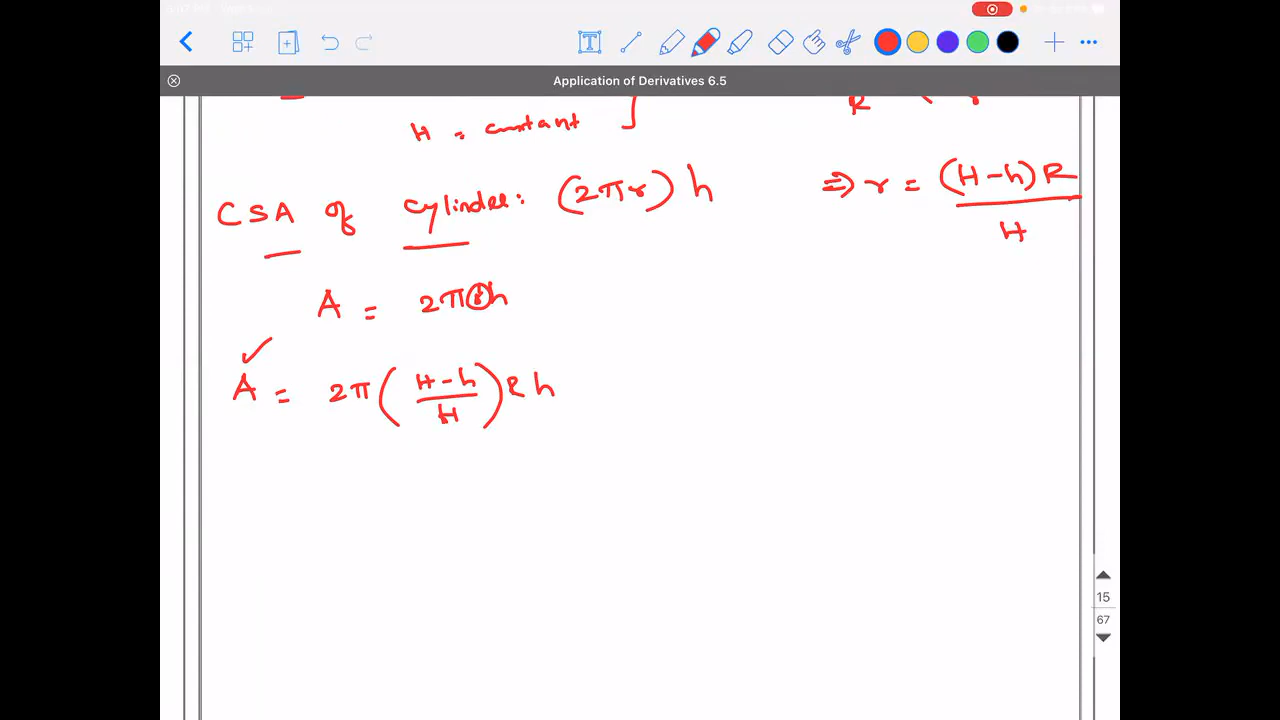 Application of Derivatives 6.5
H = constant
R
CSA of cylinder: (2πr) h
⇒ r = (H-h)R / H
A = 2πrh
A = 2π (H-h / H) R h
15
67